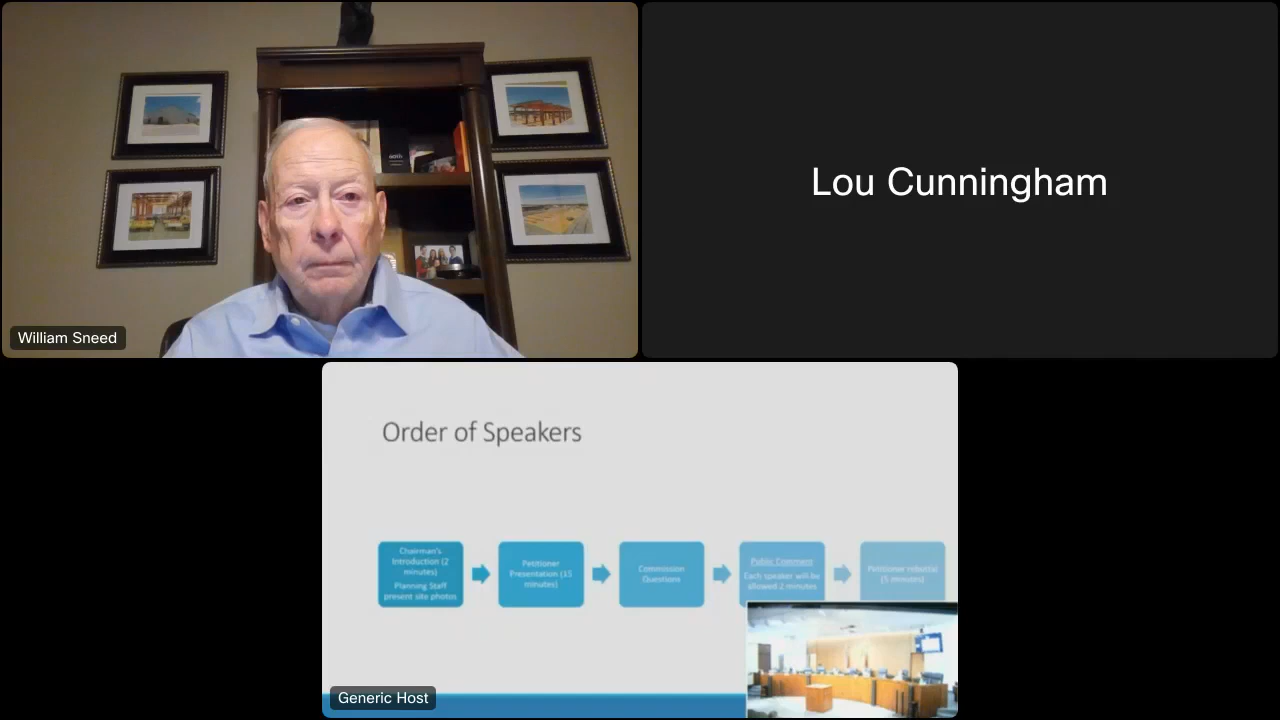 Lou Cunningham
William Sneed
Order of Speakers
Chairman's
Introduction (2
minutes)
Planning Staff
present site photos
Petitioner
Presentation (15
minutes)
Commission
Questions
Public Comment
Each speaker will be
allowed 2 minutes
Petitioner rebuttal
(5 minutes)
Generic Host